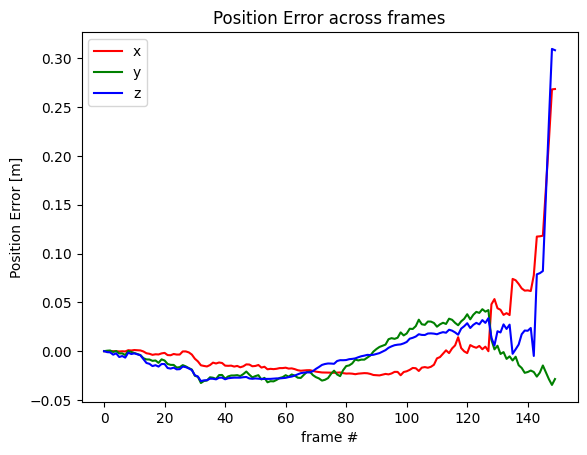 Position Error across frames
x
y
z
Position Error [m]
0.30
0.25
0.20
0.15
0.10
0.05
0.00
−0.05
0 20 40 60 80 100 120 140
frame #